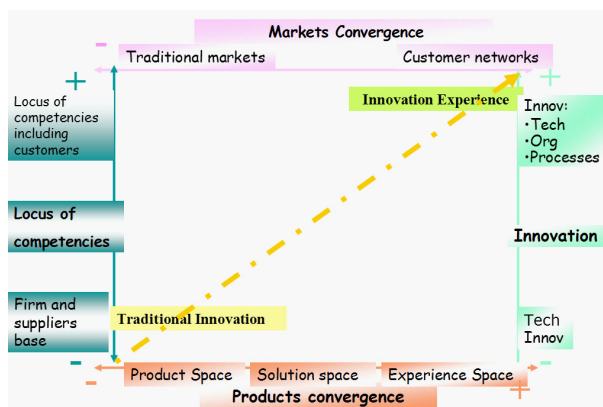 Markets Convergence
-
Traditional markets
Customer networks
+
+
Locus of
competencies
including
customers
Innovation Experience
Innov:
•Tech
•Org
•Processes
Locus of
competencies
Innovation
Firm and
suppliers
base
Traditional Innovation
Tech
Innov
-
-
Product Space
Solution space
Experience Space
-
+
Products convergence